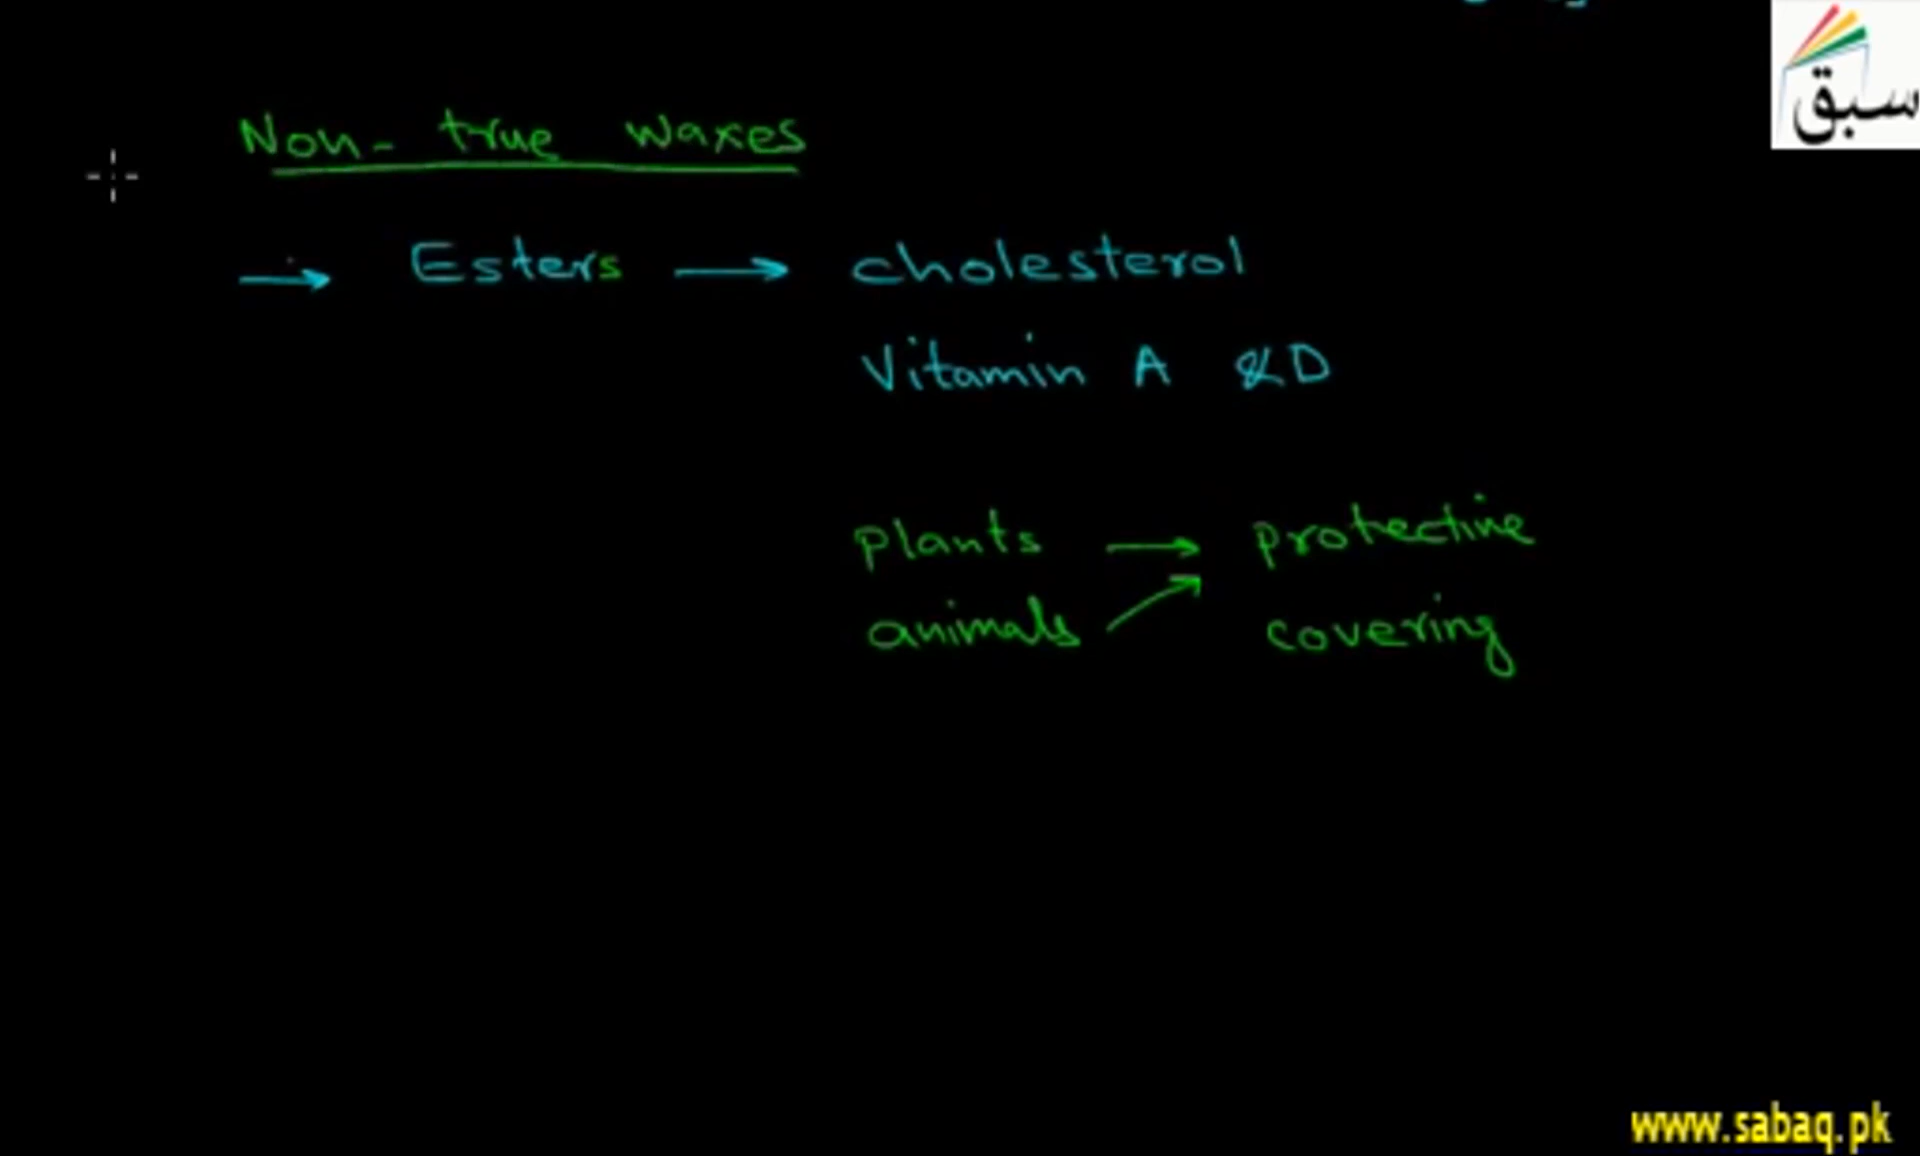 سبق
Non- true waxes
→ Esters → cholesterol
Vitamin A & D
plants → protective
animals → covering
www.sabaq.pk